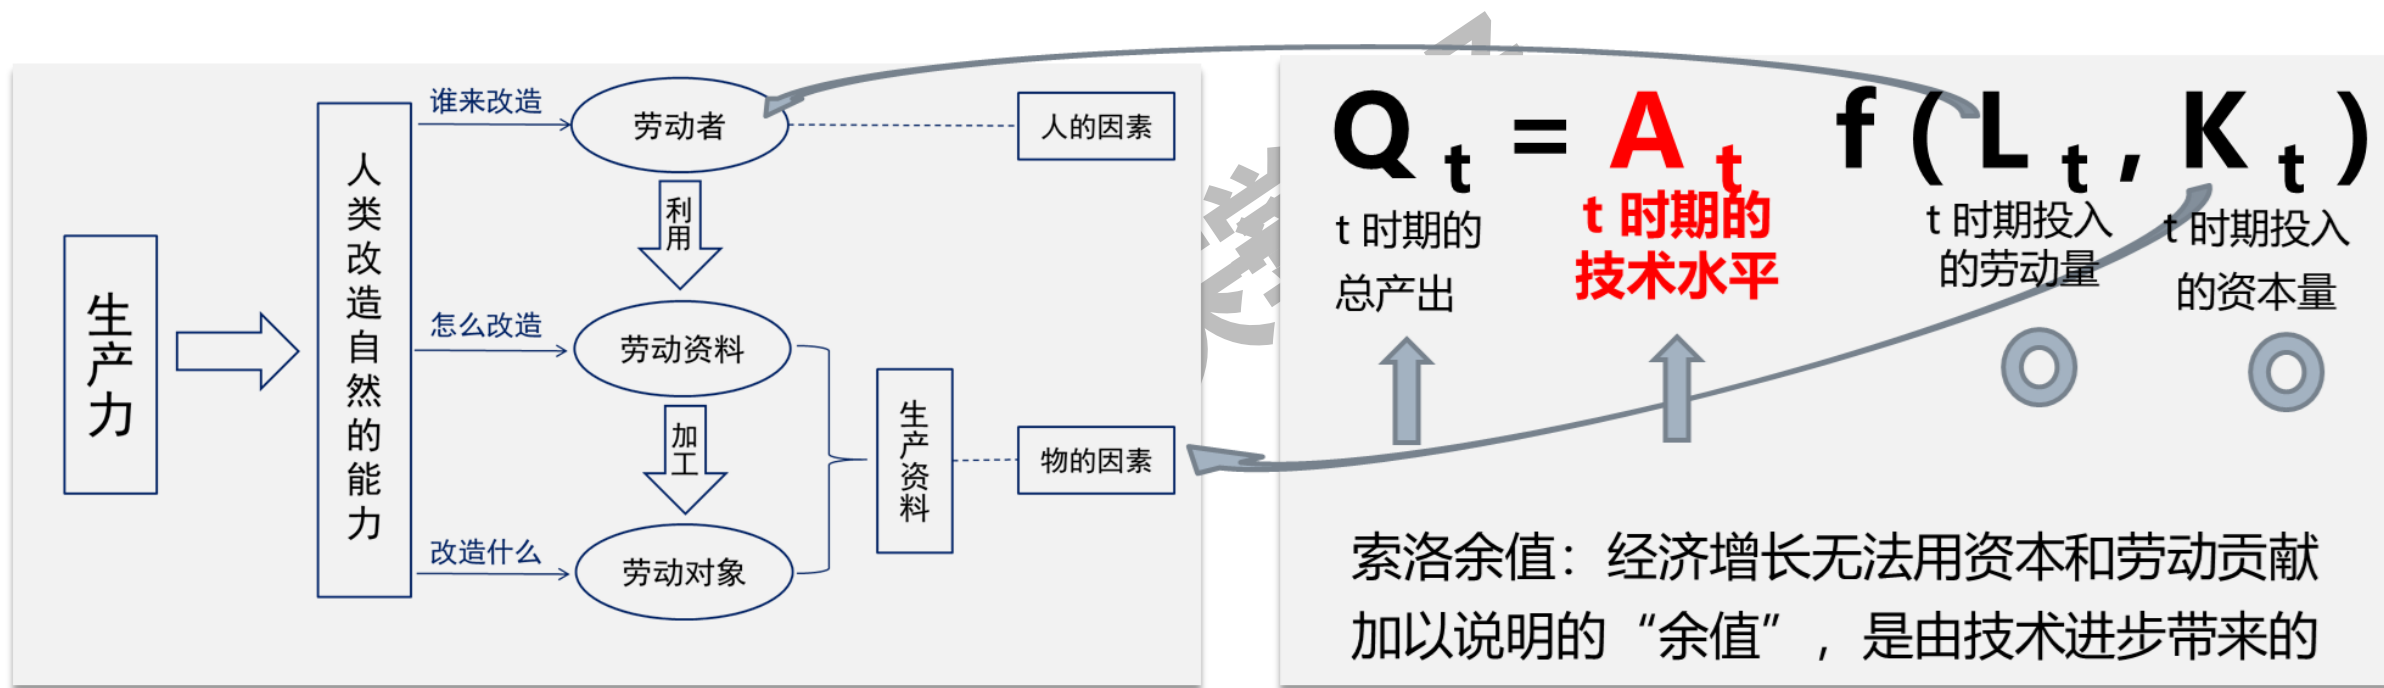 生产力
人类改造自然的能力
谁来改造
劳动者
人的因素
利用
怎么改造
劳动资料
加工
生产资料
物的因素
改造什么
劳动对象
Q t = A t f ( L t , K t )
t 时期的
总产出
t 时期的
技术水平
t 时期投入
的劳动量
t 时期投入
的资本量
索洛余值：经济增长无法用资本和劳动贡献
加以说明的“余值”，是由技术进步带来的